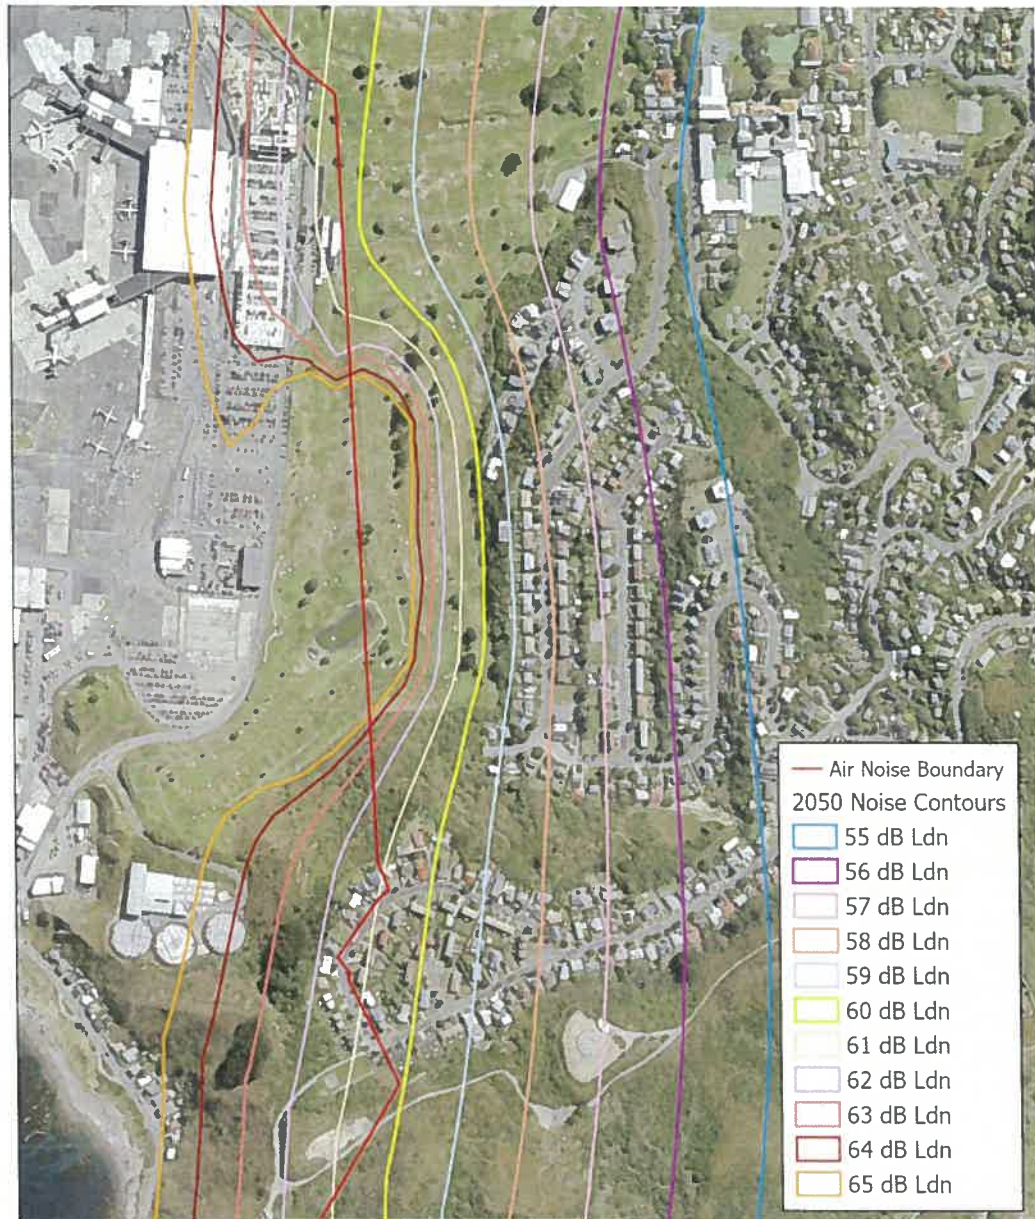 Air Noise Boundary
2050 Noise Contours
55 dB Ldn
56 dB Ldn
57 dB Ldn
58 dB Ldn
59 dB Ldn
60 dB Ldn
61 dB Ldn
62 dB Ldn
63 dB Ldn
64 dB Ldn
65 dB Ldn